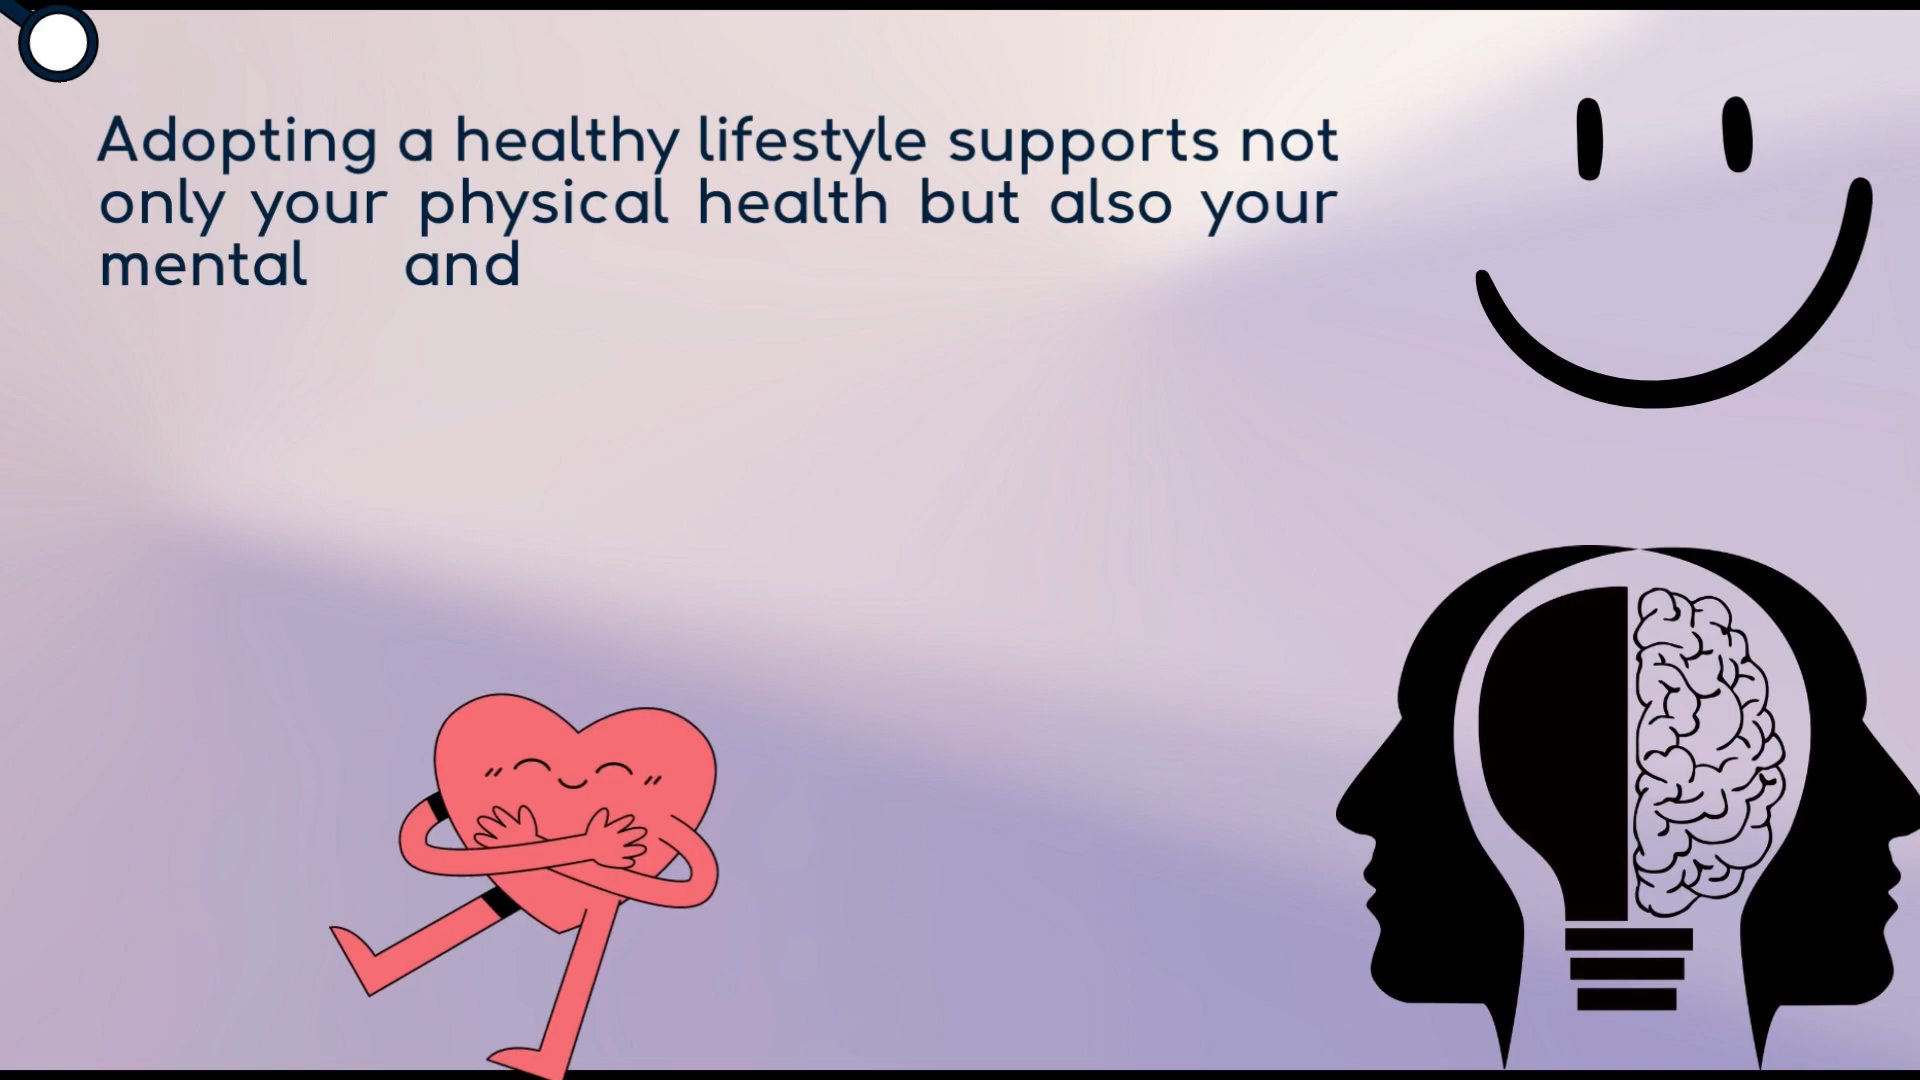 Adopting a healthy lifestyle supports not
only your physical health but also your
mental and